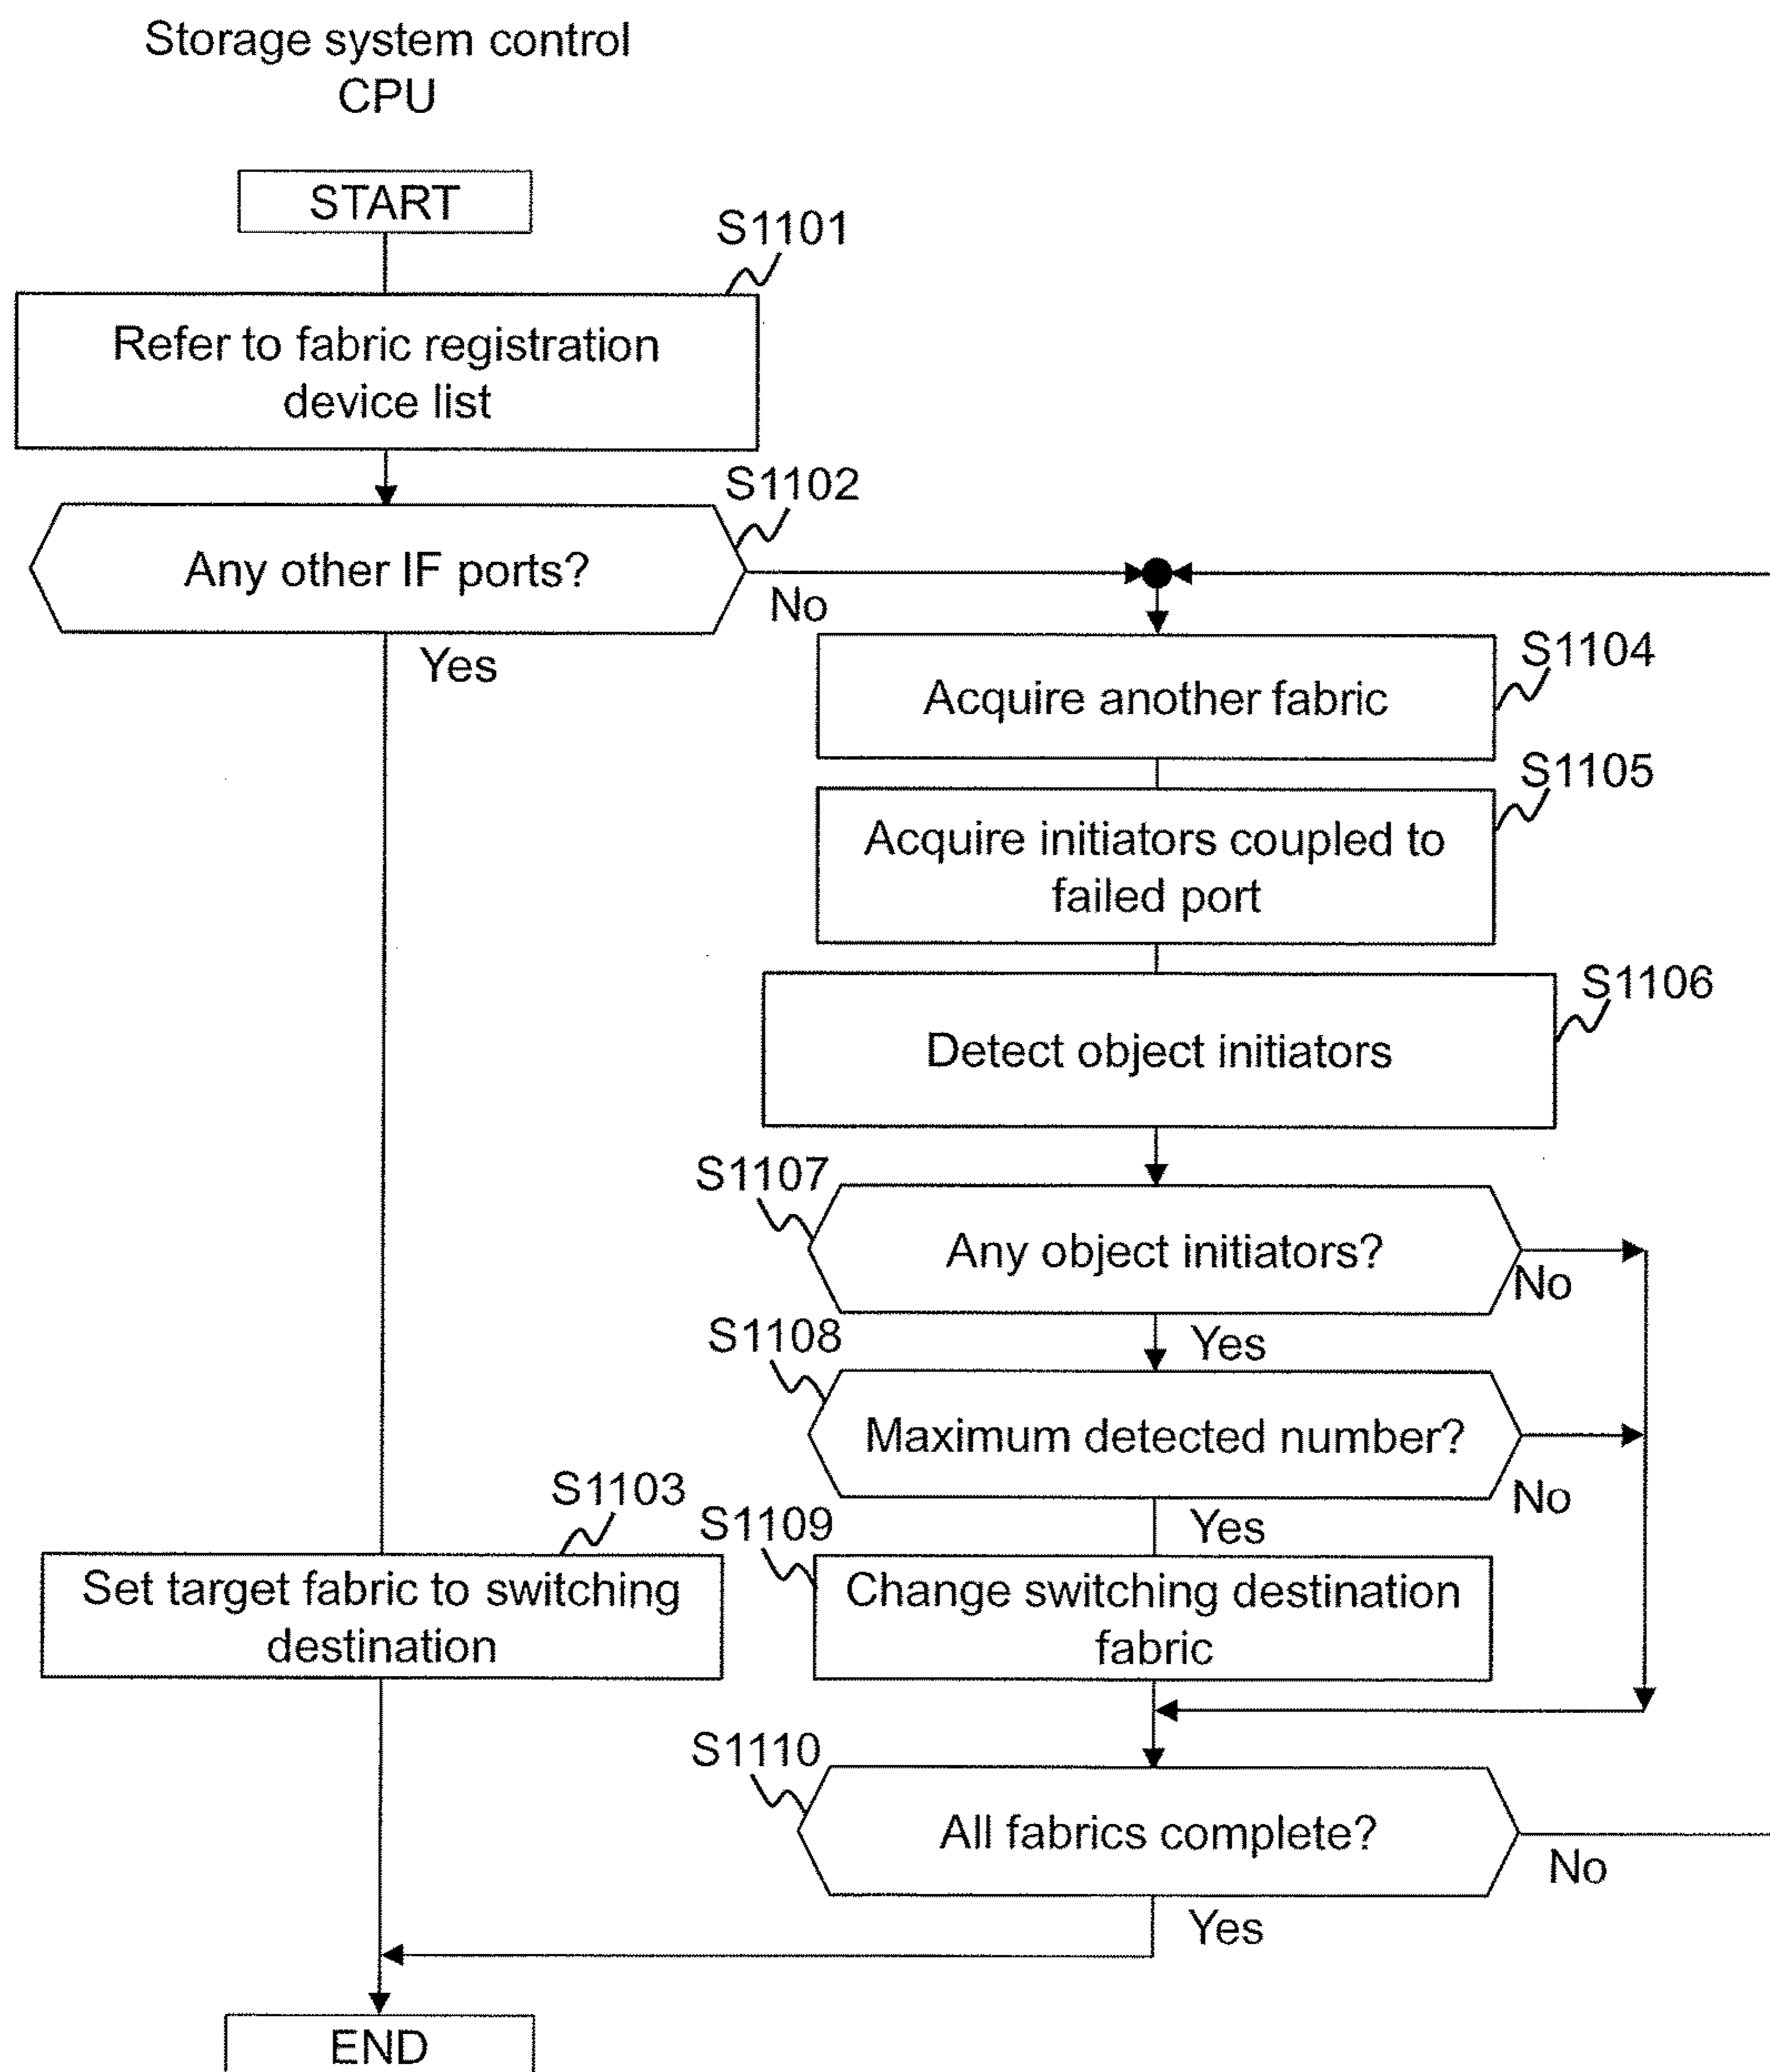 Storage system control
CPU
START
S1101
Refer to fabric registration
device list
S1102
Any other IF ports?
No
Yes
S1104
Acquire another fabric
S1105
Acquire initiators coupled to
failed port
S1106
Detect object initiators
S1107
Any object initiators?
No
Yes
S1108
Maximum detected number?
No
Yes
S1103
Set target fabric to switching
destination
S1109
Change switching destination
fabric
S1110
All fabrics complete?
No
Yes
END